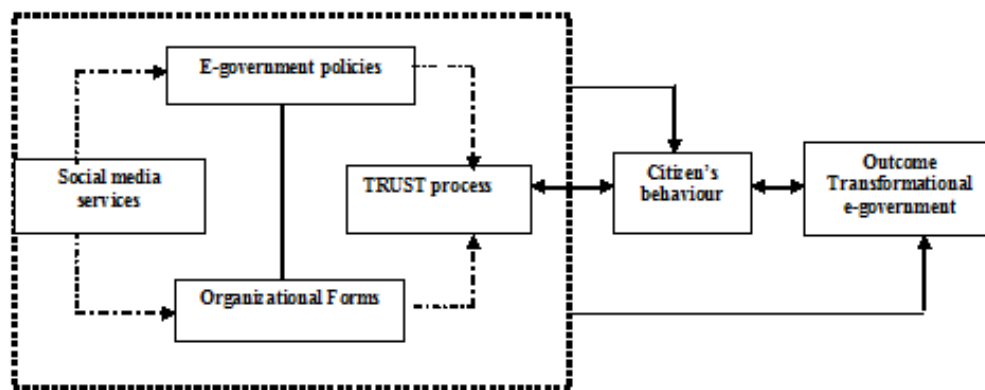 E-government policies
Social media
services
TRUST process
Organizational Forms
Citizen's
behaviour
Outcome
Transformational
e-government